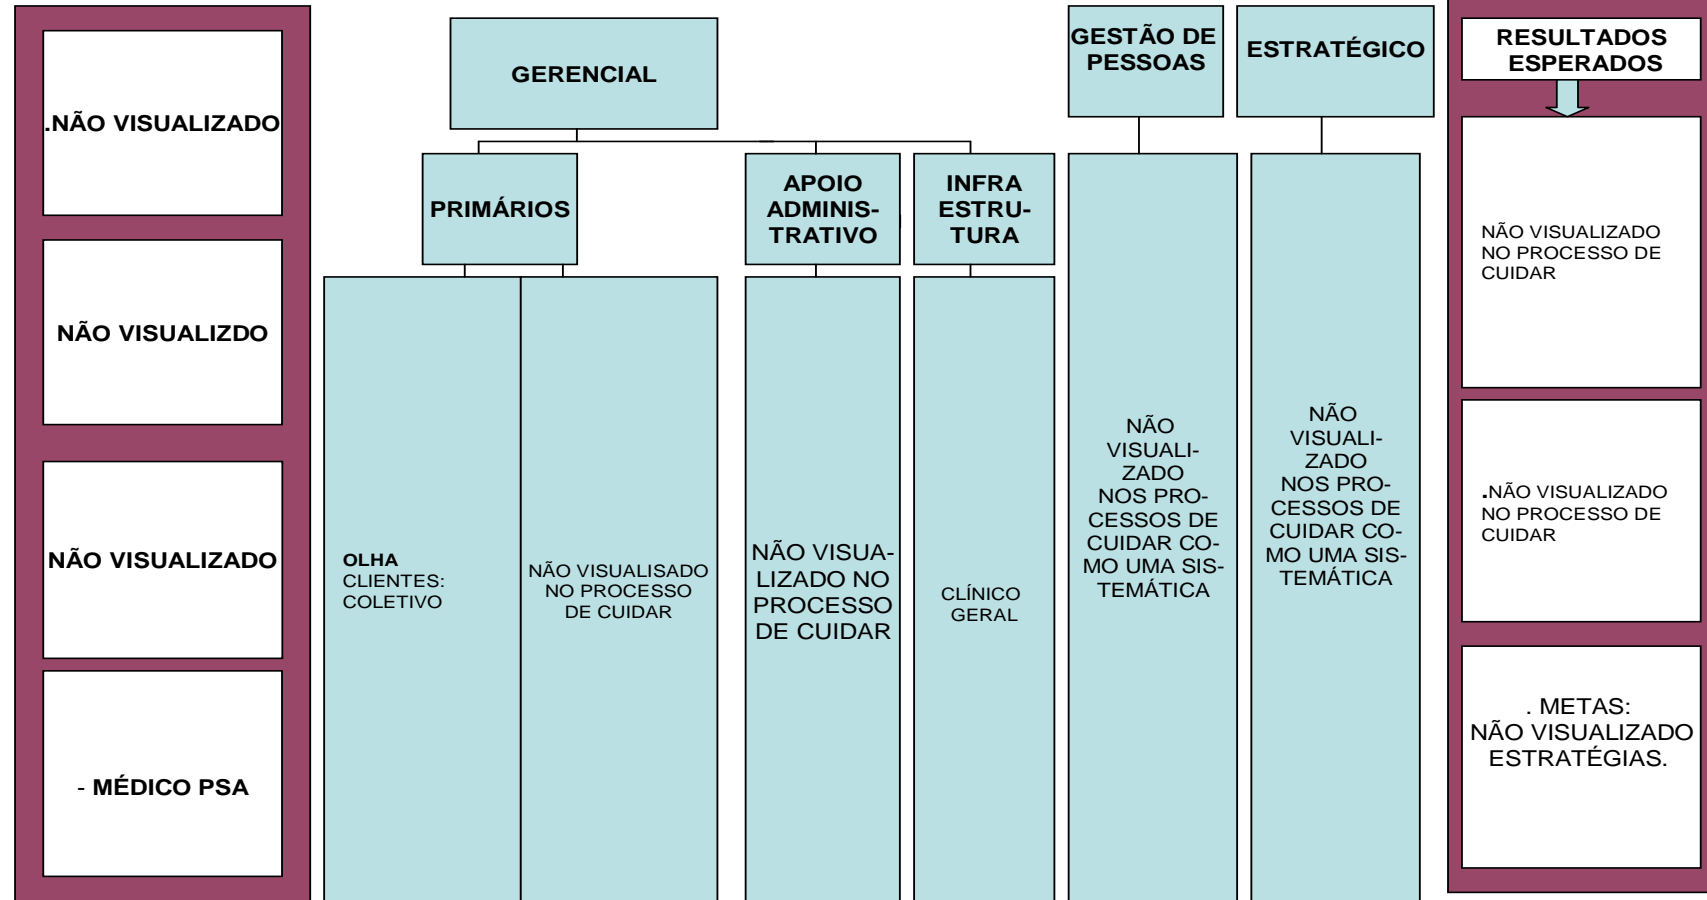 .NÃO VISUALIZADO
NÃO VISUALIZDO
NÃO VISUALIZADO
- MÉDICO PSA
GERENCIAL
PRIMÁRIOS
OLHA
CLIENTES:
COLETIVO
NÃO VISUALISADO
NO PROCESSO
DE CUIDAR
APOIO
ADMINIS-
TRATIVO
NÃO VISUA-
LIZADO NO
PROCESSO
DE CUIDAR
INFRA
ESTRU-
TURA
CLÍNICO
GERAL
GESTÃO DE
PESSOAS
NÃO
VISUALI-
ZADO
NOS PRO-
CESSOS DE
CUIDAR CO-
MO UMA SIS-
TEMÁTICA
ESTRATÉGICO
NÃO
VISUALI-
ZADO
NOS PRO-
CESSOS DE
CUIDAR CO-
MO UMA SIS-
TEMÁTICA
RESULTADOS
ESPERADOS
NÃO VISUALIZADO
NO PROCESSO DE
CUIDAR
.NÃO VISUALIZADO
NO PROCESSO DE
CUIDAR
. METAS:
NÃO VISUALIZADO
ESTRATÉGIAS.